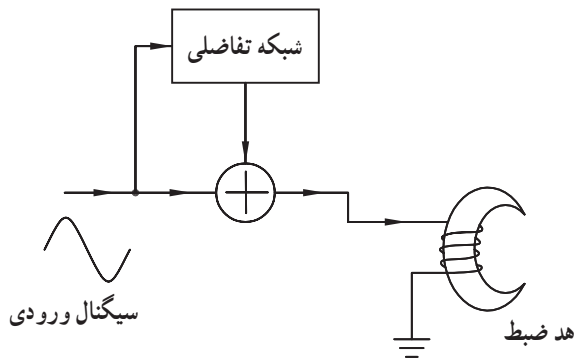 شبکه تفاضلی
سیگنال ورودی
هد ضبط